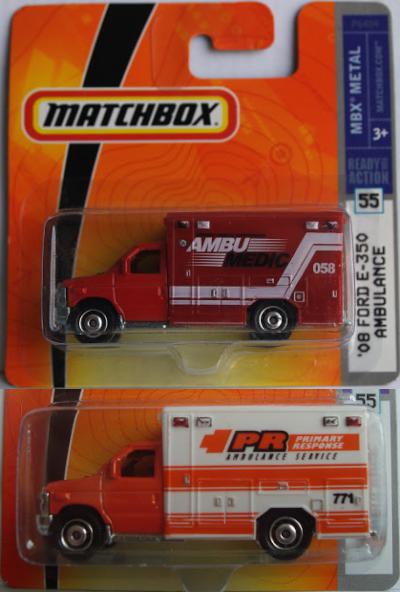 P6404
MATCHBOX
MBX METAL
MATCHBOX.COM
3+
READY FOR ACTION
55
'08 FORD E-350 AMBULANCE
AMBU MEDIC
058
55
PR PRIMARY RESPONSE
AMBULANCE SERVICE
771